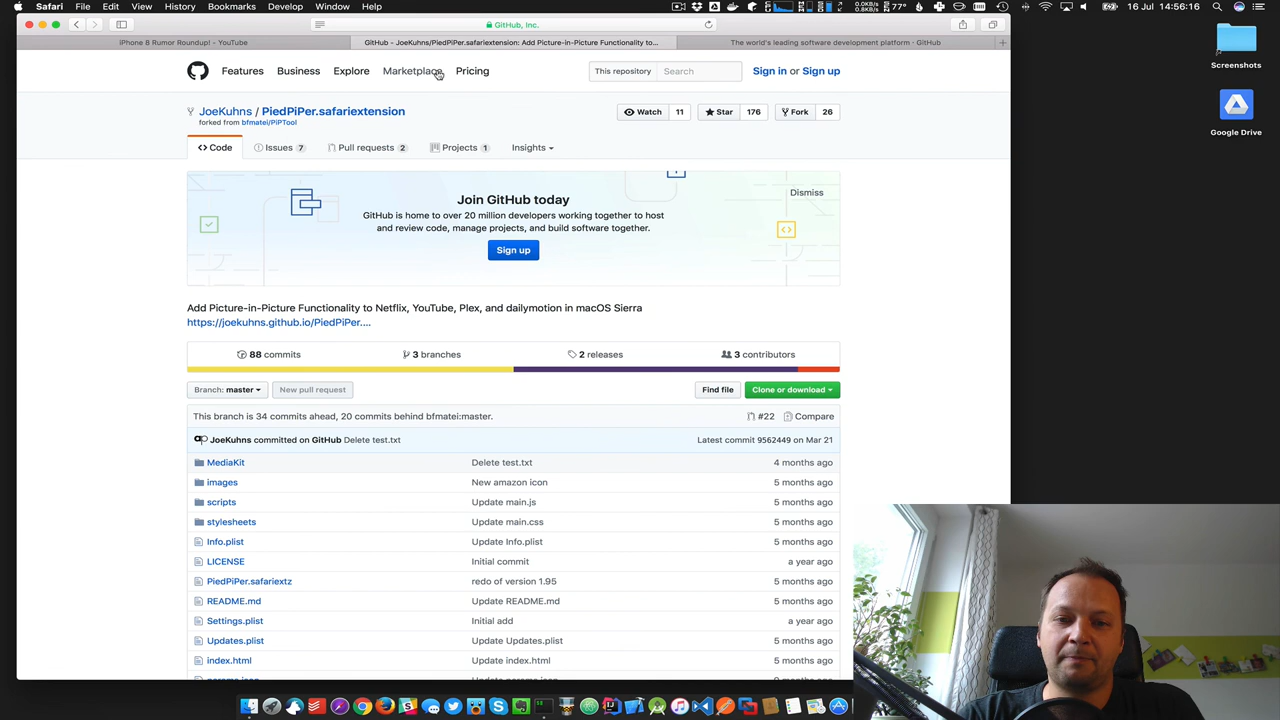 Safari File Edit View History Bookmarks Develop Window Help 0.0KB/s 0.8KB/s 77° 16 Jul 14:56:16
GitHub, Inc.
iPhone 8 Rumor Roundup! - YouTube
GitHub - JoeKuhns/PiedPiPer.safariextension: Add Picture-in-Picture Functionality to...
The world's leading software development platform · GitHub
Features Business Explore Marketplace Pricing This repository Search Sign in or Sign up
JoeKuhns / PiedPiPer.safariextension Watch 11 Star 176 Fork 26
forked from bfmatei/PiPTool
Code Issues 7 Pull requests 2 Projects 1 Insights
Join GitHub today Dismiss
GitHub is home to over 20 million developers working together to host
and review code, manage projects, and build software together.
Sign up
Add Picture-in-Picture Functionality to Netflix, YouTube, Plex, and dailymotion in macOS Sierra
https://joekuhns.github.io/PiedPiPer....
88 commits 3 branches 2 releases 3 contributors
Branch: master New pull request Find file Clone or download
This branch is 34 commits ahead, 20 commits behind bfmatei:master. #22 Compare
JoeKuhns committed on GitHub Delete test.txt Latest commit 9562449 on Mar 21
MediaKit Delete test.txt 4 months ago
images New amazon icon 5 months ago
scripts Update main.js 5 months ago
stylesheets Update main.css 5 months ago
Info.plist Update Info.plist 5 months ago
LICENSE Initial commit a year ago
PiedPiPer.safariextz redo of version 1.95 5 months ago
README.md Update README.md 5 months ago
Settings.plist Initial add a year ago
Updates.plist Update Updates.plist 5 months ago
index.html Update index.html 5 months ago
Screenshots
Google Drive